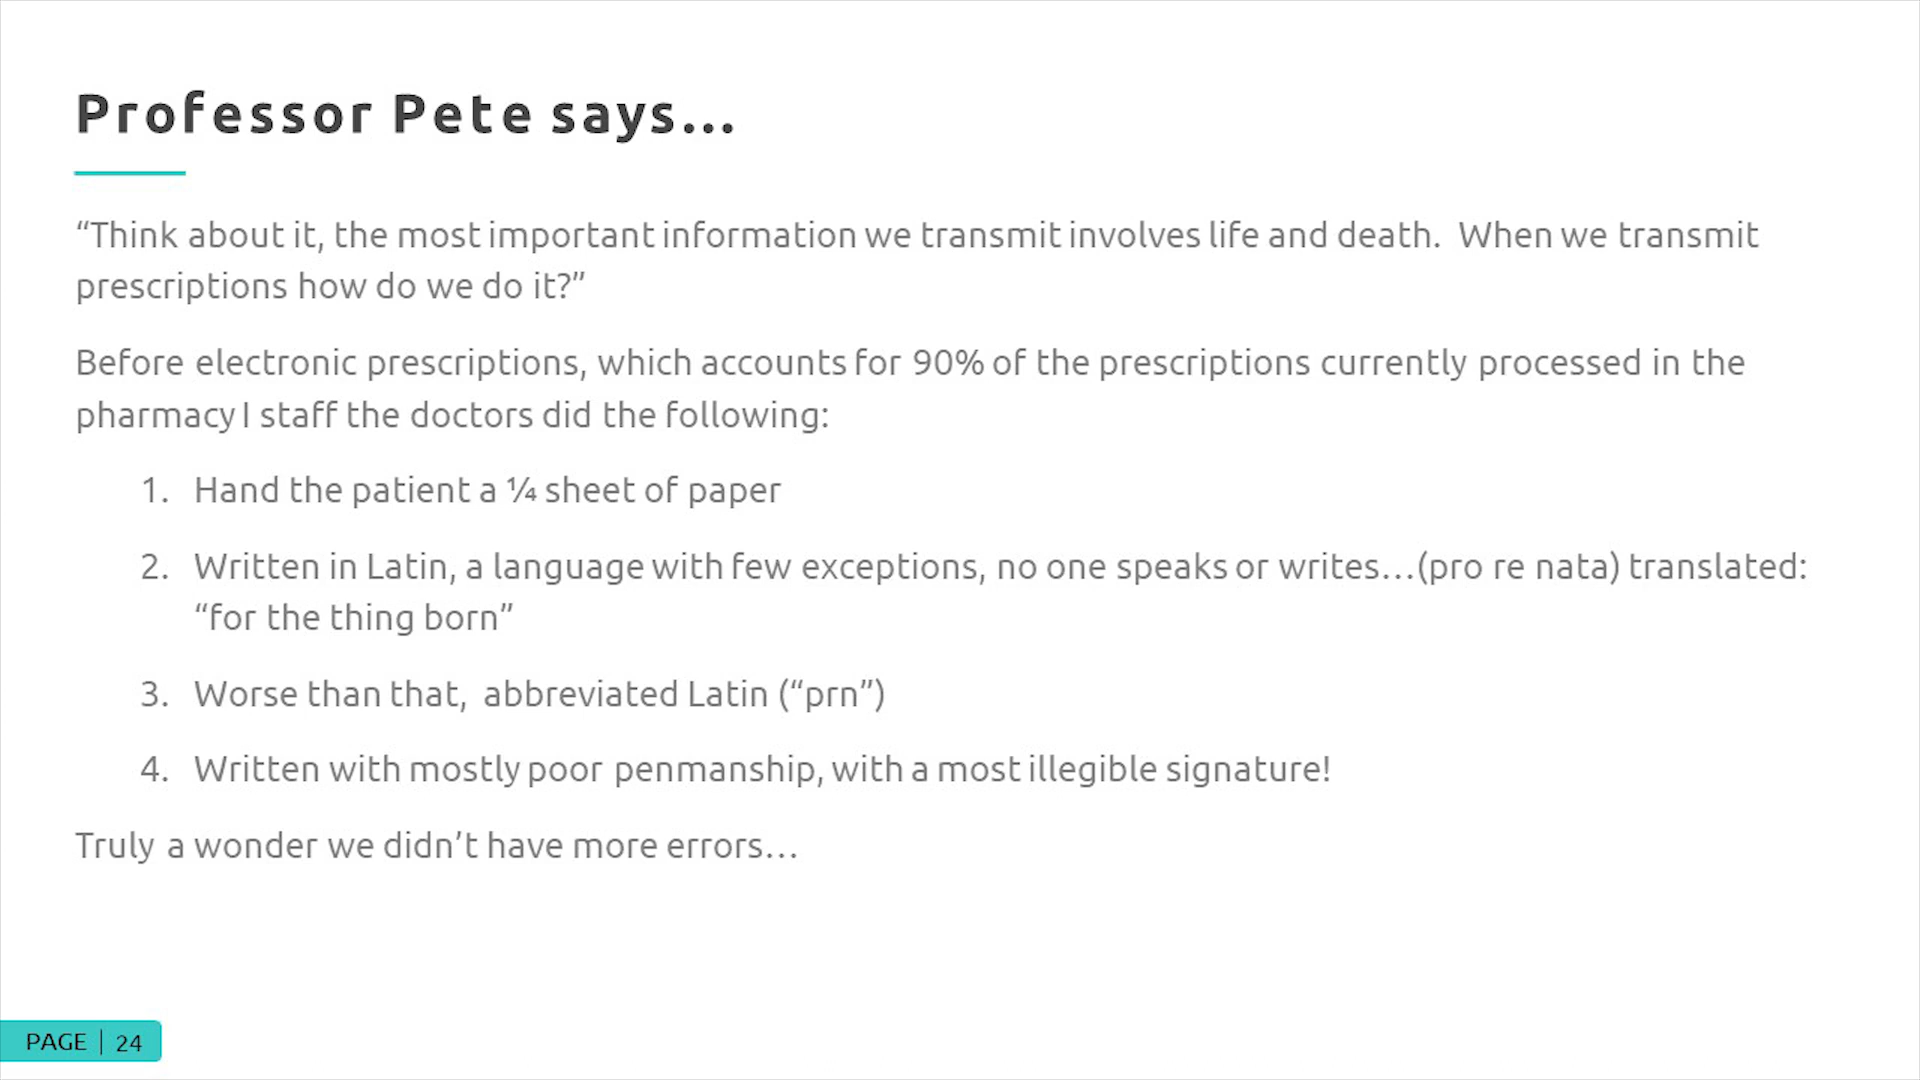 Professor Pete says...
“Think about it, the most important information we transmit involves life and death. When we transmit
prescriptions how do we do it?”
Before electronic prescriptions, which accounts for 90% of the prescriptions currently processed in the
pharmacy I staff the doctors did the following:
1. Hand the patient a ¼ sheet of paper
2. Written in Latin, a language with few exceptions, no one speaks or writes…(pro re nata) translated:
“for the thing born”
3. Worse than that, abbreviated Latin (“prn”)
4. Written with mostly poor penmanship, with a most illegible signature!
Truly a wonder we didn’t have more errors…
PAGE | 24